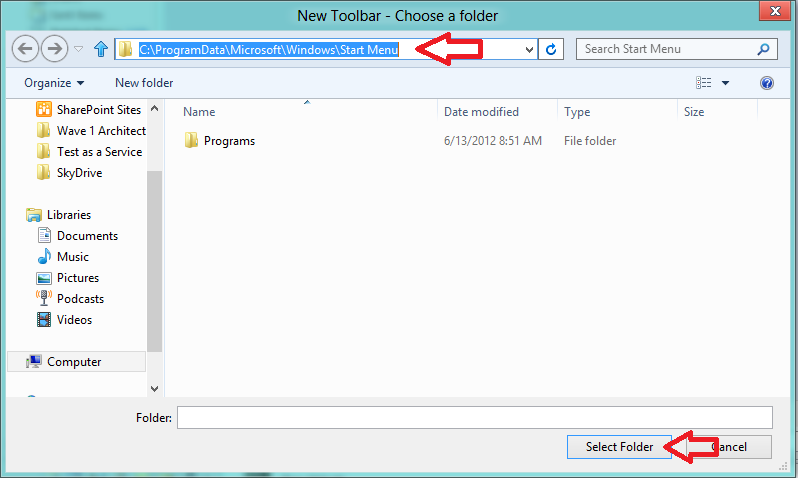 New Toolbar - Choose a folder
C:\ProgramData\Microsoft\Windows\Start Menu
Search Start Menu
Organize
New folder
SharePoint Sites
Wave 1 Architect
Test as a Service
SkyDrive
Libraries
Documents
Music
Pictures
Podcasts
Videos
Computer
Name Date modified Type Size
Programs 6/13/2012 8:51 AM File folder
Folder:
Select Folder Cancel